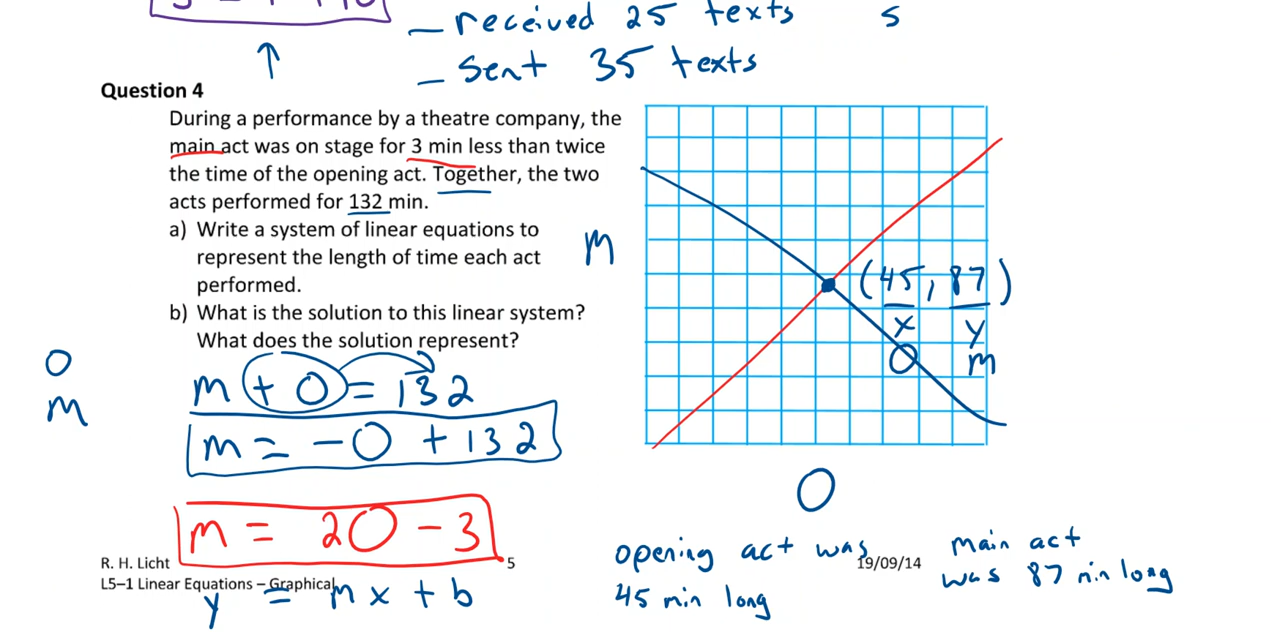 – received 25 texts
s
– sent 35 texts
Question 4
During a performance by a theatre company, the
main act was on stage for 3 min less than twice
the time of the opening act. Together, the two
acts performed for 132 min.
a) Write a system of linear equations to
represent the length of time each act
performed.
b) What is the solution to this linear system?
What does the solution represent?
m
(45, 87)
x y
O m
O
m
m + O = 132
m = -O + 132
m = 2O - 3
y = mx + b
O
opening act was
45 min long
main act
was 87 min long
R. H. Licht
5
19/09/14
L5–1 Linear Equations – Graphical